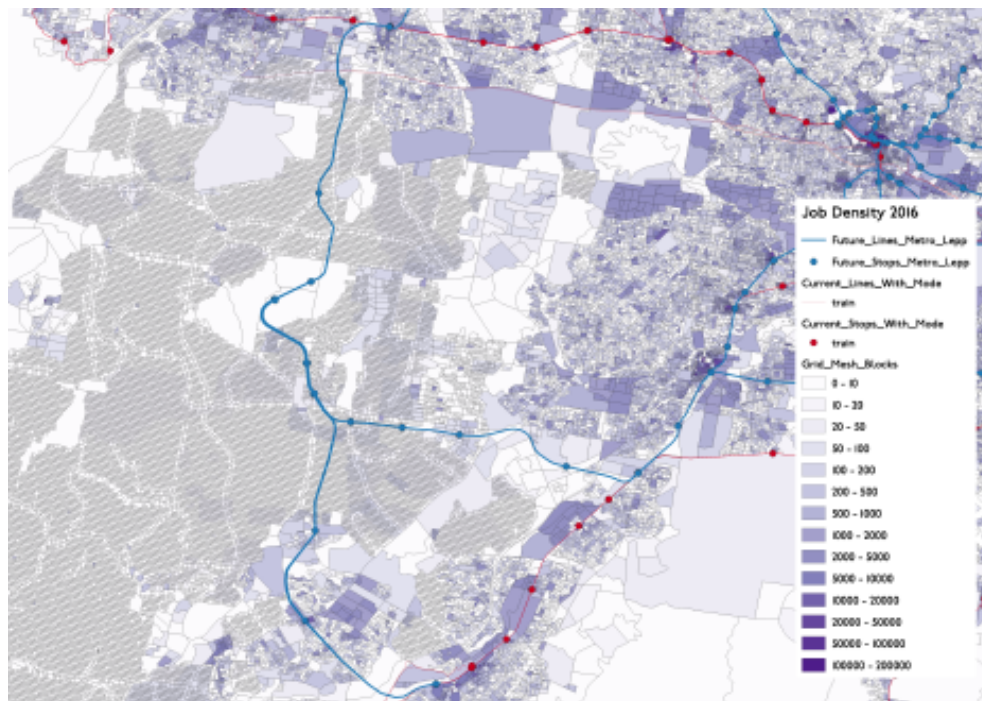 Job Density 2016
Future_Lines_Metro_Lepp
Future_Stops_Metro_Lepp
Current_Lines_With_Mode
train
Current_Stops_With_Mode
train
Grid_Mesh_Blocks
0 - 10
10 - 20
20 - 50
50 - 100
100 - 200
200 - 500
500 - 1000
1000 - 2000
2000 - 5000
5000 - 10000
10000 - 20000
20000 - 50000
50000 - 100000
100000 - 200000